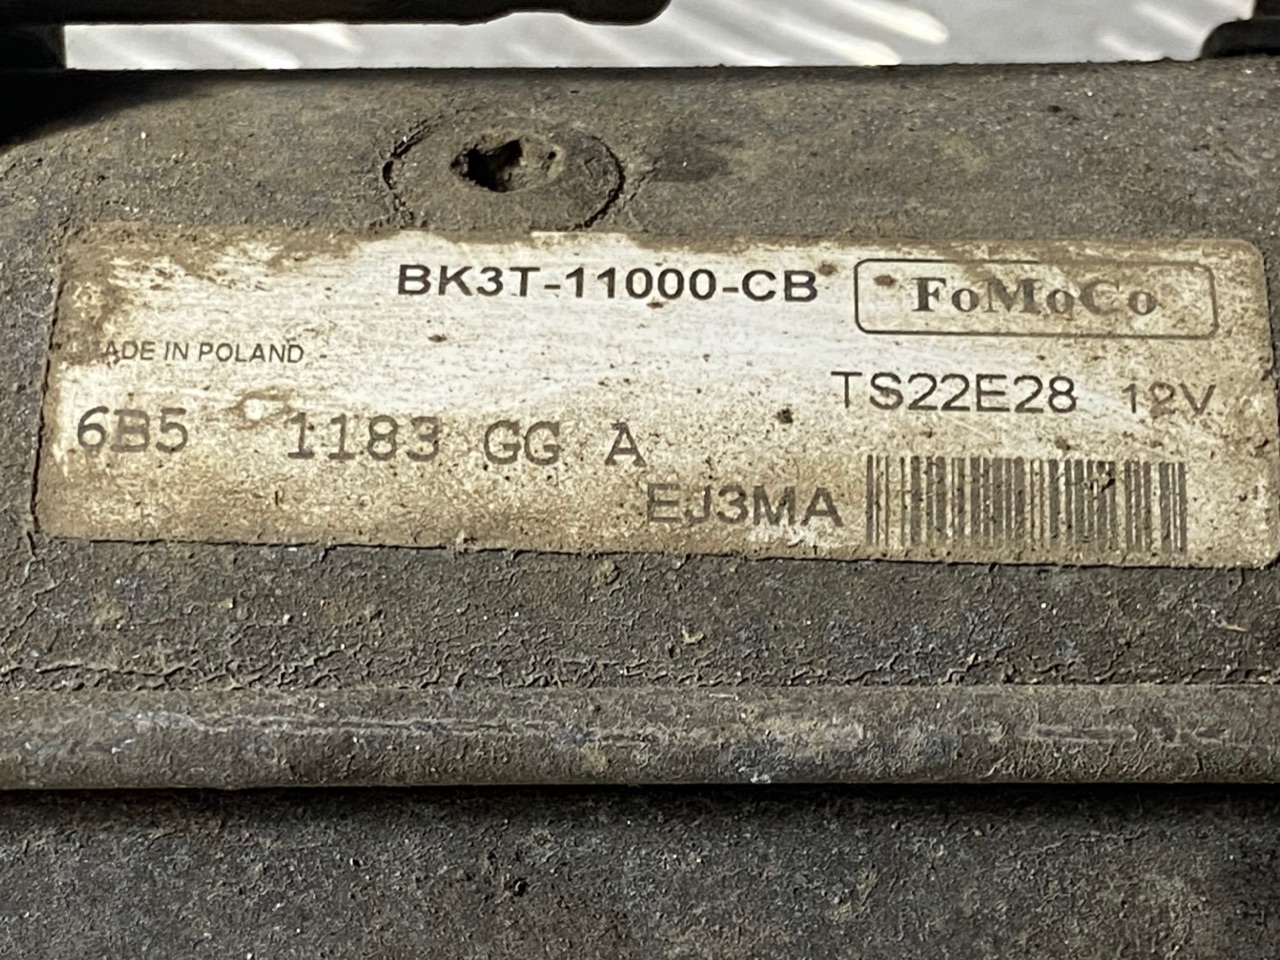 BK3T-11000-CB FoMoCo
ADE IN POLAND
TS22E28 12V
6B5 1183 GG A
EJ3MA